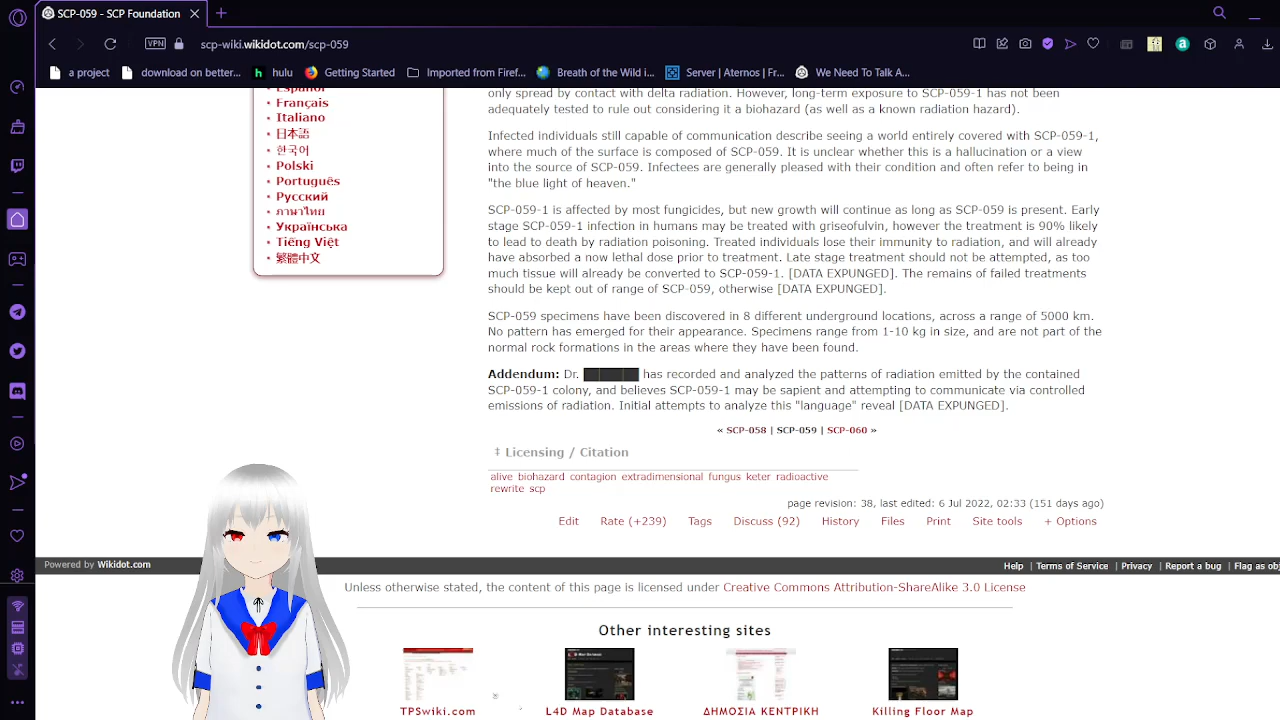 SCP-059 - SCP Foundation
VPN scp-wiki.wikidot.com/scp-059
a project download on better... hulu Getting Started Imported from Firef... Breath of the Wild i... Server | Aternos | Fr... We Need To Talk A...
Español
Français
Italiano
日本語
한국어
Polski
Português
Русский
ภาษาไทย
Українська
Tiếng Việt
繁體中文
only spread by contact with delta radiation. However, long-term exposure to SCP-059-1 has not been
adequately tested to rule out considering it a biohazard (as well as a known radiation hazard).
Infected individuals still capable of communication describe seeing a world entirely covered with SCP-059-1,
where much of the surface is composed of SCP-059. It is unclear whether this is a hallucination or a view
into the source of SCP-059. Infectees are generally pleased with their condition and often refer to being in
"the blue light of heaven."
SCP-059-1 is affected by most fungicides, but new growth will continue as long as SCP-059 is present. Early
stage SCP-059-1 infection in humans may be treated with griseofulvin, however the treatment is 90% likely
to lead to death by radiation poisoning. Treated individuals lose their immunity to radiation, and will already
have absorbed a now lethal dose prior to treatment. Late stage treatment should not be attempted, as too
much tissue will already be converted to SCP-059-1. [DATA EXPUNGED]. The remains of failed treatments
should be kept out of range of SCP-059, otherwise [DATA EXPUNGED].
SCP-059 specimens have been discovered in 8 different underground locations, across a range of 5000 km.
No pattern has emerged for their appearance. Specimens range from 1-10 kg in size, and are not part of the
normal rock formations in the areas where they have been found.
Addendum: Dr. ████ has recorded and analyzed the patterns of radiation emitted by the contained
SCP-059-1 colony, and believes SCP-059-1 may be sapient and attempting to communicate via controlled
emissions of radiation. Initial attempts to analyze this "language" reveal [DATA EXPUNGED].
« SCP-058 | SCP-059 | SCP-060 »
‡ Licensing / Citation
alive biohazard contagion extradimensional fungus keter radioactive
rewrite scp
page revision: 38, last edited: 6 Jul 2022, 02:33 (151 days ago)
Edit Rate (+239) Tags Discuss (92) History Files Print Site tools + Options
Powered by Wikidot.com Help | Terms of Service | Privacy | Report a bug | Flag as obj
Unless otherwise stated, the content of this page is licensed under Creative Commons Attribution-ShareAlike 3.0 License
Other interesting sites
TPSwiki.com L4D Map Database ΔΗΜΟΣΙΑ ΚΕΝΤΡΙΚΗ Killing Floor Map